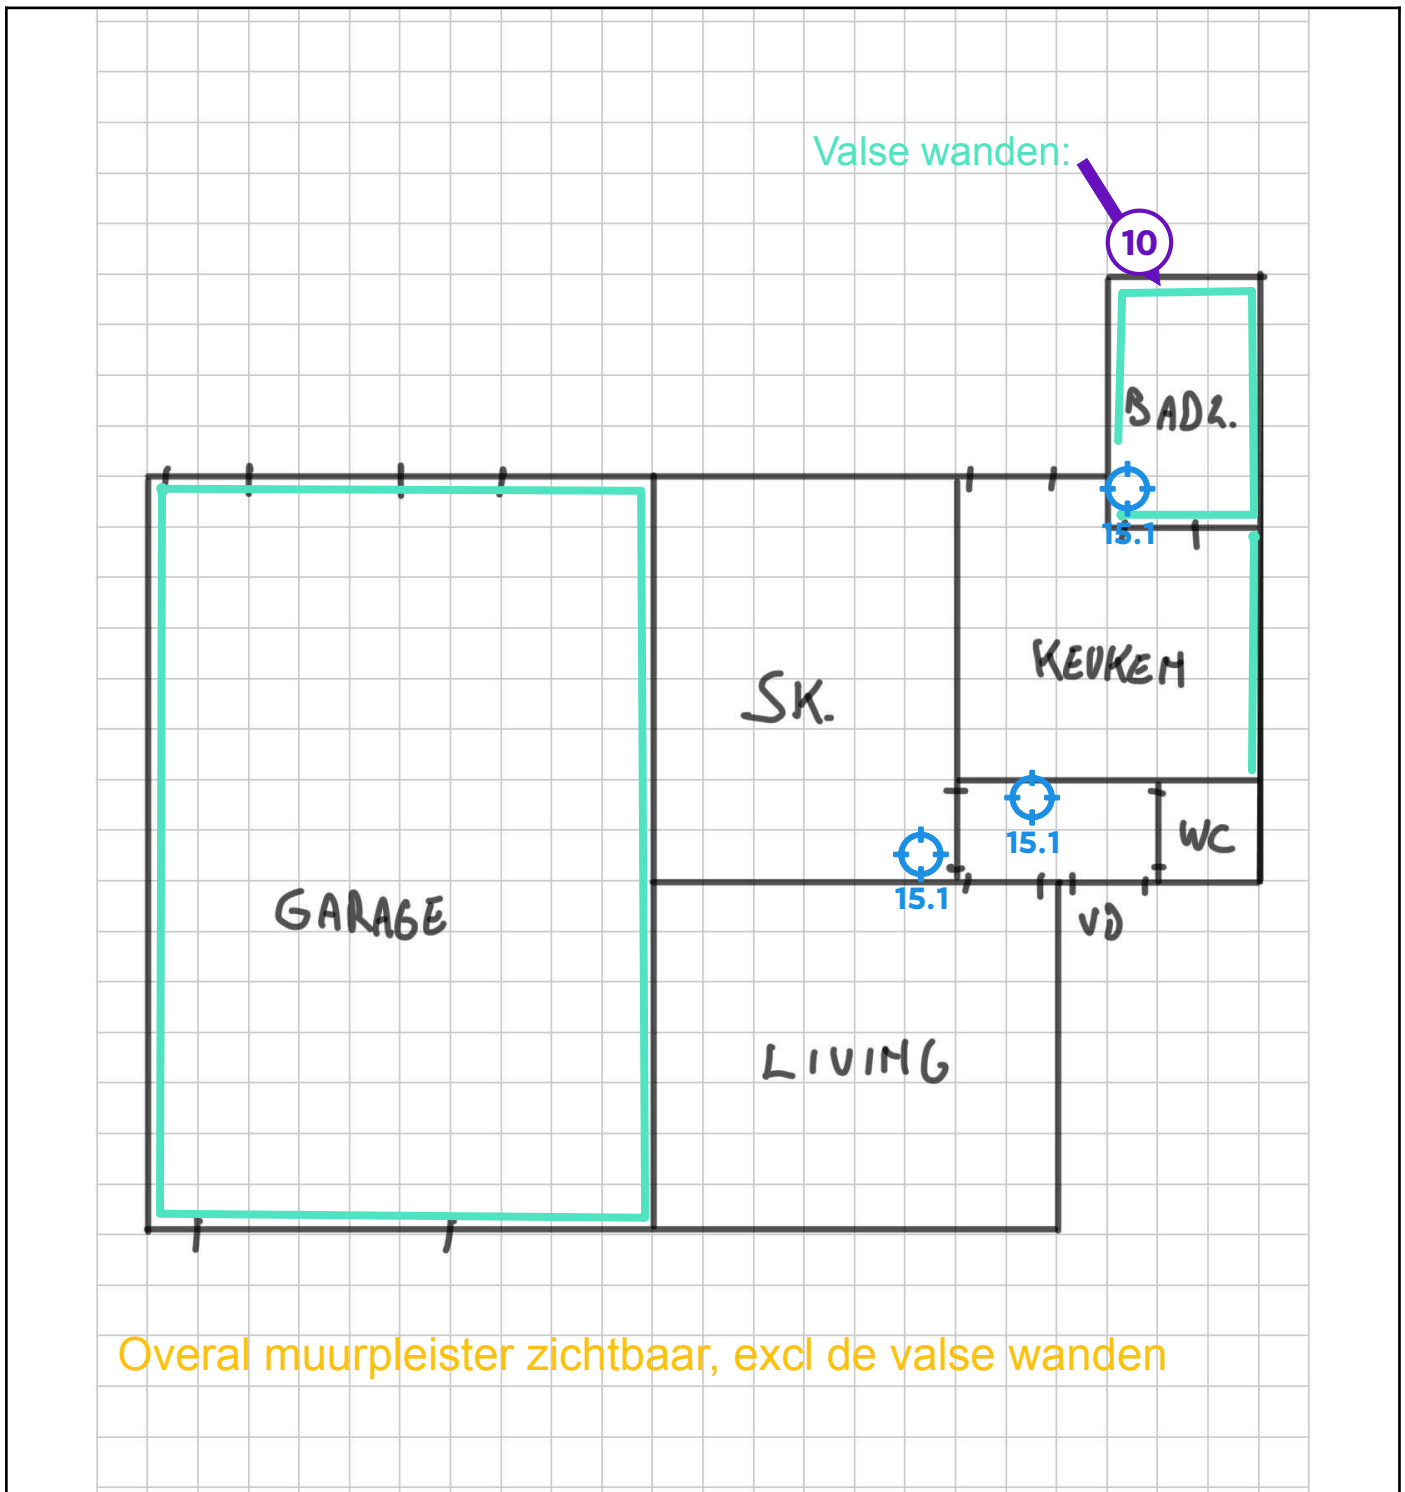 Valse wanden:
10
BADK.
15.1
KEUKEN
SK.
15.1
WC
15.1
GARAGE
VD
LIVING
Overal muurpleister zichtbaar, excl de valse wanden